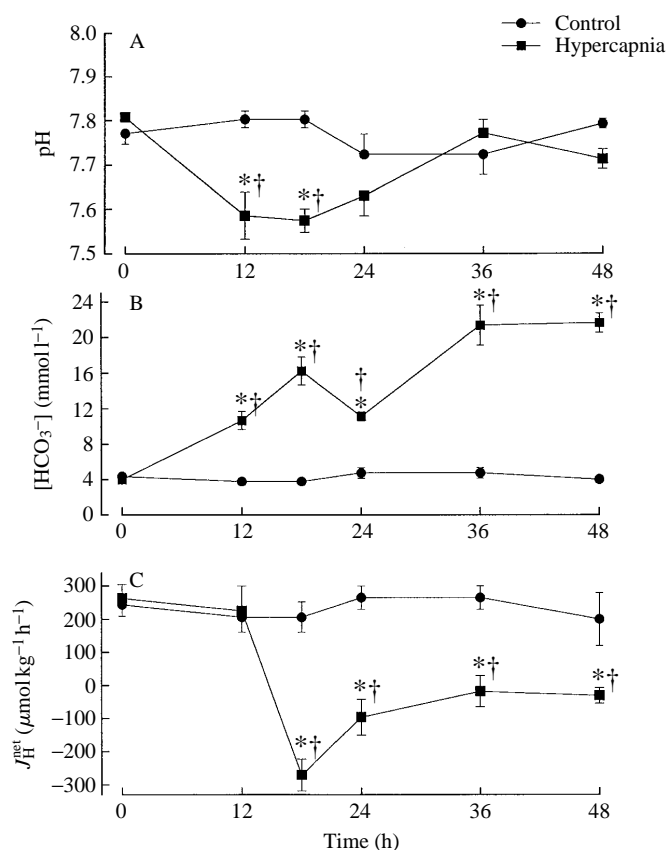 Control
Hypercapnia
A
8.0
7.9
7.8
7.7
7.6
7.5
pH
*†
*†
0 12 24 36 48
B
24
20
16
12
8
4
0
[HCO₃⁻] (mmol l⁻¹)
*†
*†
†
*
*†
*†
0 12 24 36 48
C
300
200
100
0
−100
−200
−300
J_H^net (μmol kg⁻¹ h⁻¹)
*†
*†
*†
*†
0 12 24 36 48
Time (h)